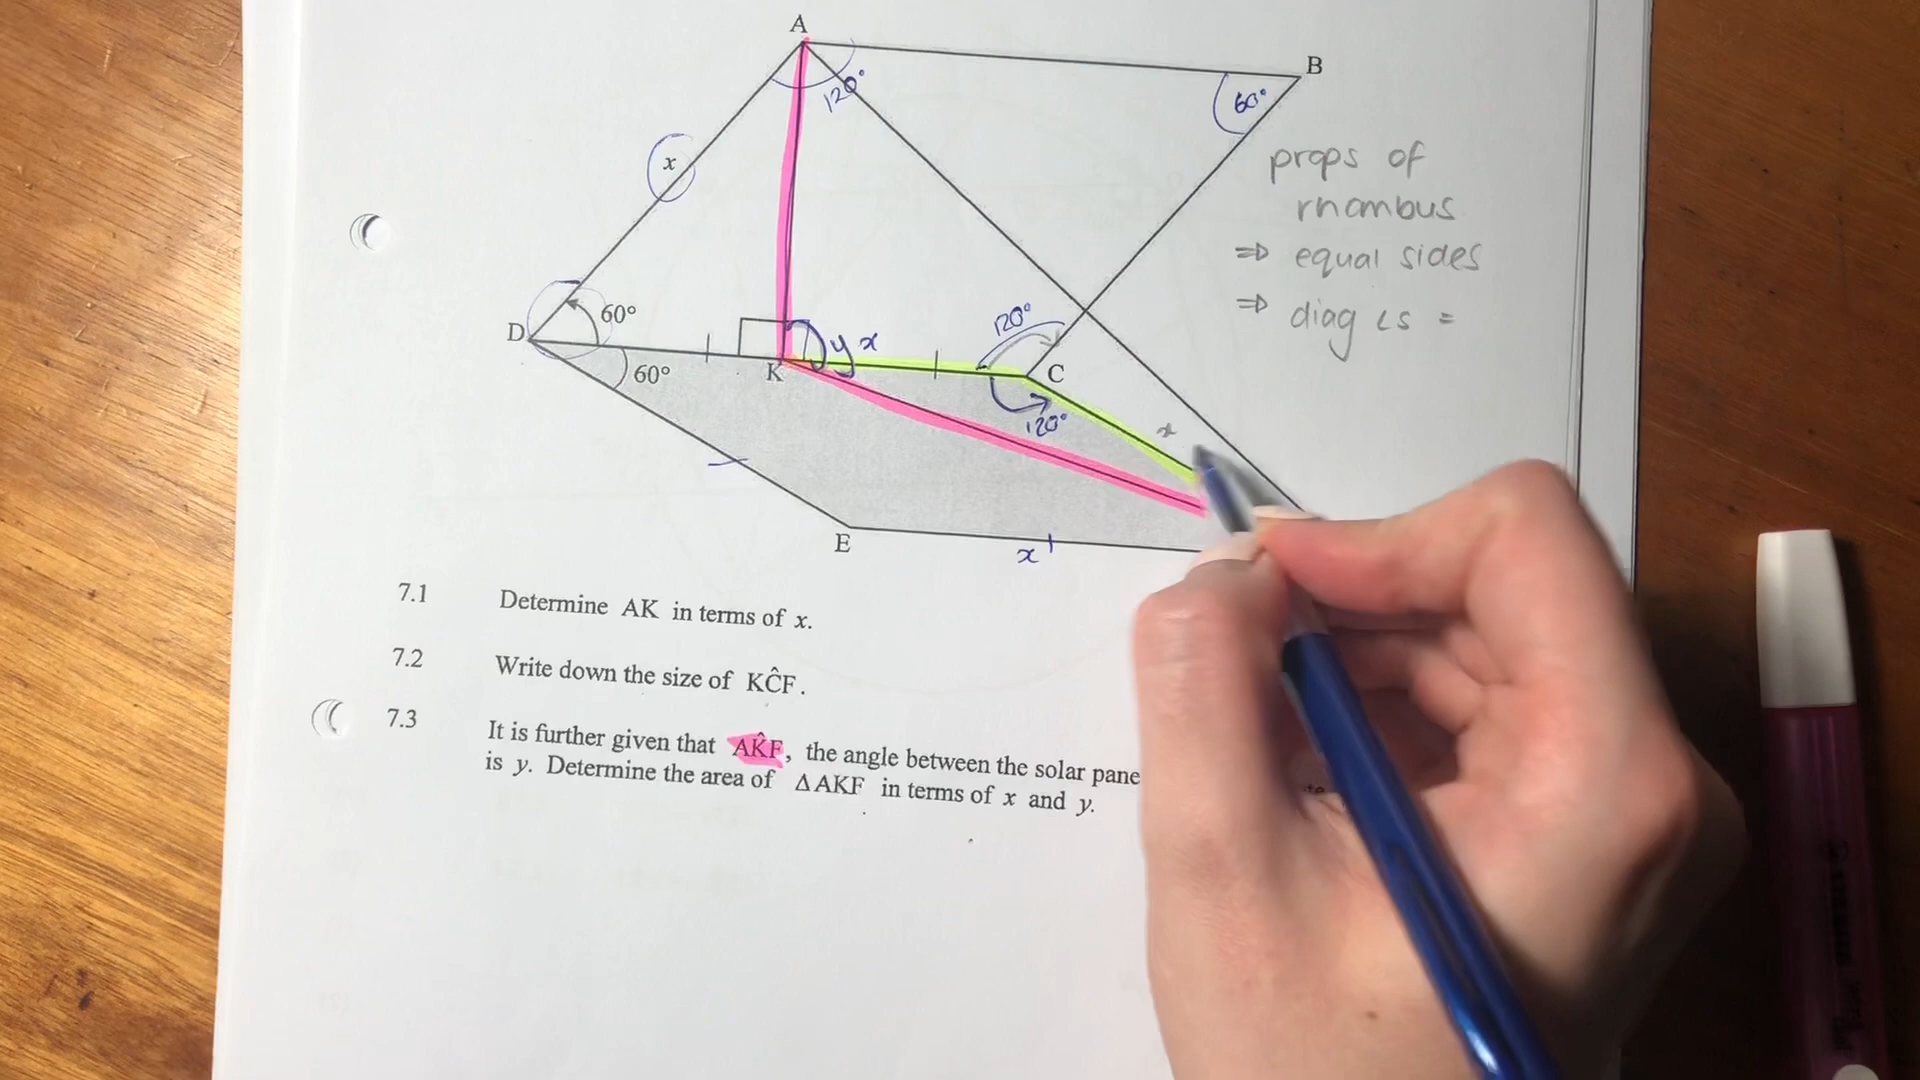 A
B
120°
60°
x
props of
rhombus
⇒ equal sides
⇒ diag ∠s =
60°
120°
D
y x
K
C
60°
120°
x
E
x
7.1 Determine AK in terms of x.
7.2 Write down the size of KĈF.
7.3 It is further given that AK̂F, the angle between the solar pane
is y. Determine the area of ΔAKF in terms of x and y.